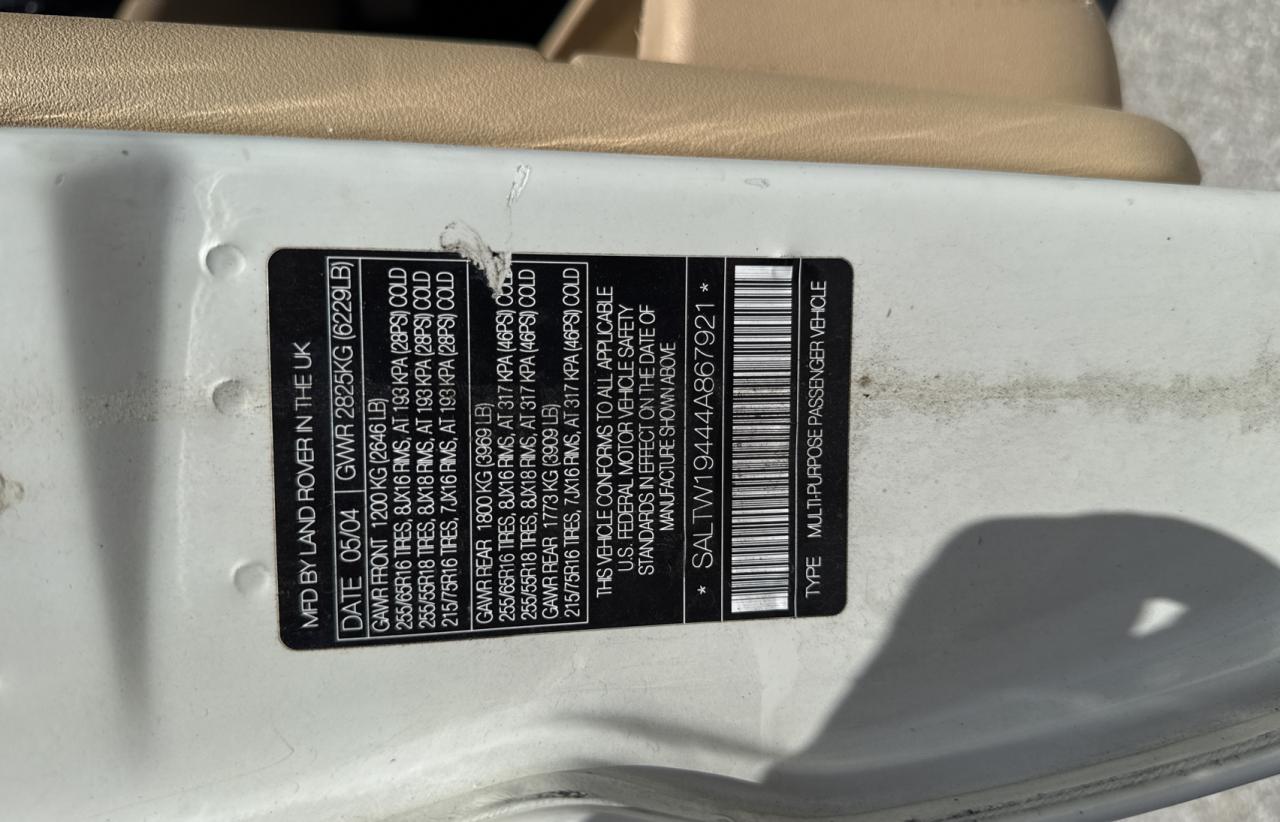 MFD BY LAND ROVER IN THE UK
DATE 05/04 GVWR 2825KG (6229LB)
GAWR FRONT 1200 KG (2646 LB)
255/65R16 TIRES, 8JX16 RIMS, AT 193 KPA (28PSI) COLD
255/55R18 TIRES, 8JX18 RIMS, AT 193 KPA (28PSI) COLD
215/75R16 TIRES, 7JX16 RIMS, AT 193 KPA (28PSI) COLD
GAWR REAR 1800 KG (3969 LB)
255/65R16 TIRES, 8JX16 RIMS, AT 317 KPA (46PSI) COLD
255/55R18 TIRES, 8JX18 RIMS, AT 317 KPA (46PSI) COLD
GAWR REAR 1773 KG (3909 LB)
215/75R16 TIRES, 7JX16 RIMS, AT 317 KPA (46PSI) COLD
THIS VEHICLE CONFORMS TO ALL APPLICABLE
U.S. FEDERAL MOTOR VEHICLE SAFETY
STANDARDS IN EFFECT ON THE DATE OF
MANUFACTURE SHOWN ABOVE
* SALTW19444A867921 *
TYPE MULTI-PURPOSE PASSENGER VEHICLE